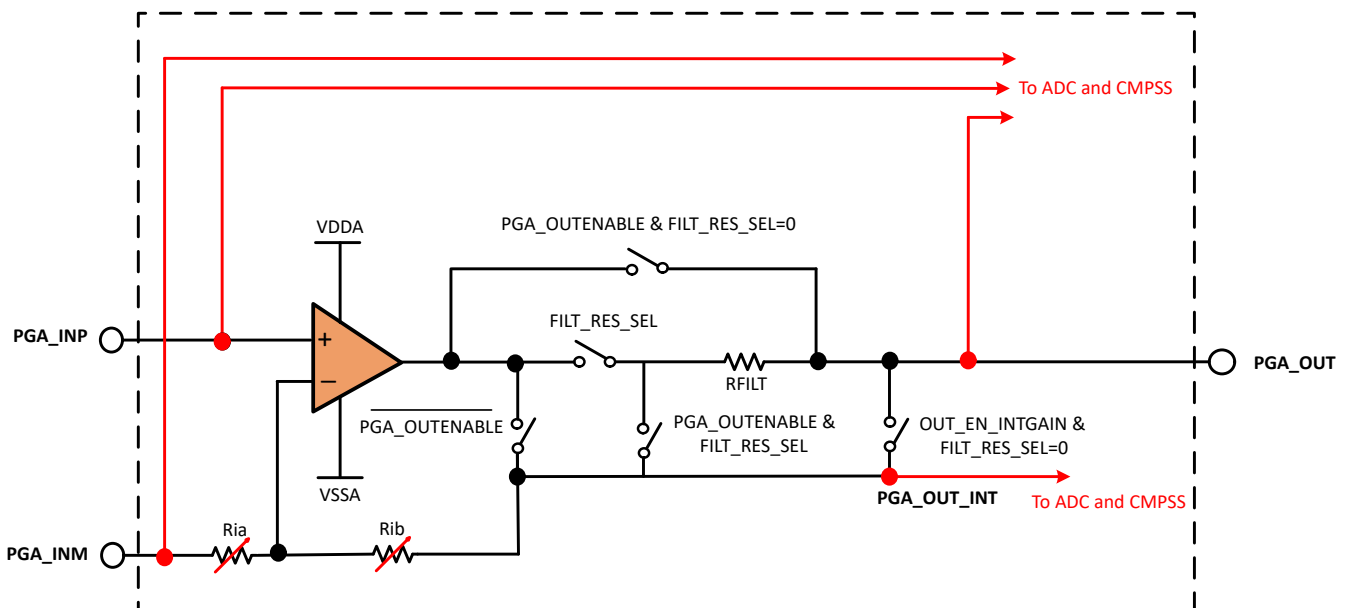 To ADC and CMPSS
VDDA
PGA_OUTENABLE & FILT_RES_SEL=0
PGA_INP
+
FILT_RES_SEL
PGA_OUT
−
RFILT
PGA_OUTENABLE
PGA_OUTENABLE &
FILT_RES_SEL
OUT_EN_INTGAIN &
FILT_RES_SEL=0
VSSA
PGA_OUT_INT
To ADC and CMPSS
Ria
Rib
PGA_INM